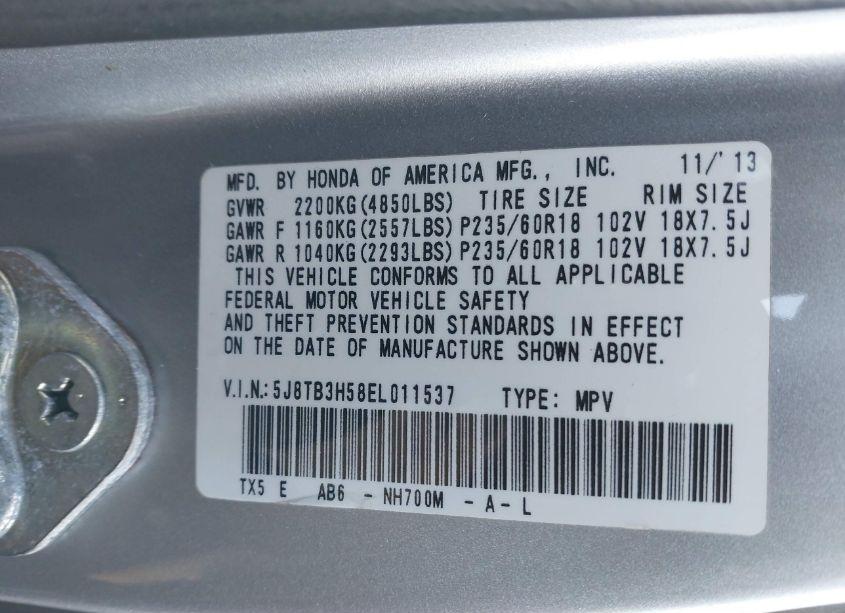 MFD. BY HONDA OF AMERICA MFG., INC. 11/'13
GVWR 2200KG(4850LBS) TIRE SIZE RIM SIZE
GAWR F 1160KG(2557LBS) P235/60R18 102V 18X7.5J
GAWR R 1040KG(2293LBS) P235/60R18 102V 18X7.5J
THIS VEHICLE CONFORMS TO ALL APPLICABLE
FEDERAL MOTOR VEHICLE SAFETY
AND THEFT PREVENTION STANDARDS IN EFFECT
ON THE DATE OF MANUFACTURE SHOWN ABOVE.
V.I.N.: 5J8TB3H58EL011537 TYPE: MPV
TX5 E AB6 - NH700M - A - L